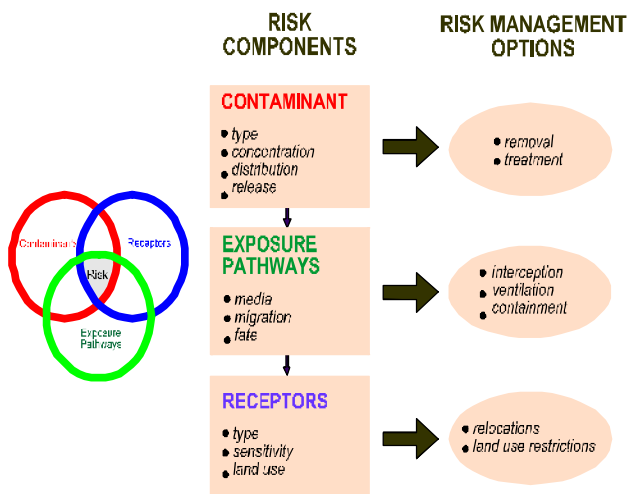 RISK
COMPONENTS
RISK MANAGEMENT
OPTIONS
CONTAMINANT
• type
• concentration
• distribution
• release
• removal
• treatment
Contaminants
Receptors
Risk
Exposure
Pathways
EXPOSURE
PATHWAYS
• media
• migration
• fate
• interception
• ventilation
• containment
RECEPTORS
• type
• sensitivity
• land use
• relocations
• land use restrictions